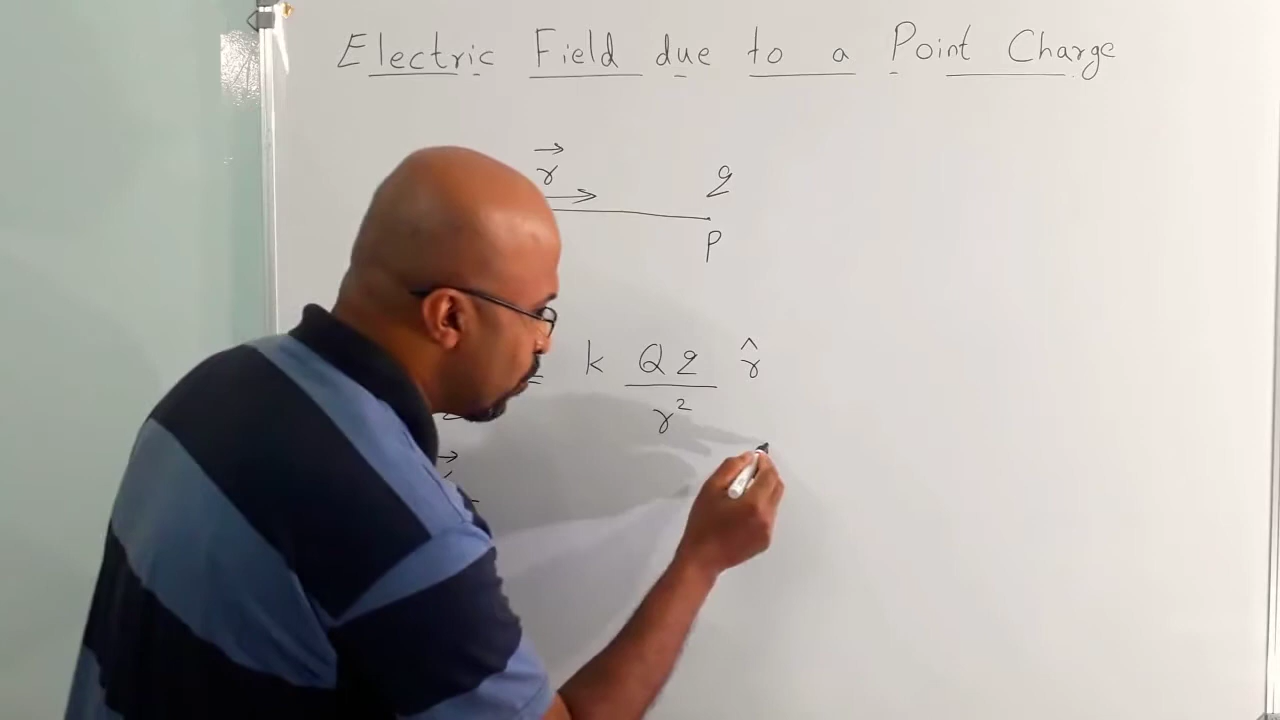 Electric Field due to a Point Charge
r⃗
q
P
= k Qq/r² r̂